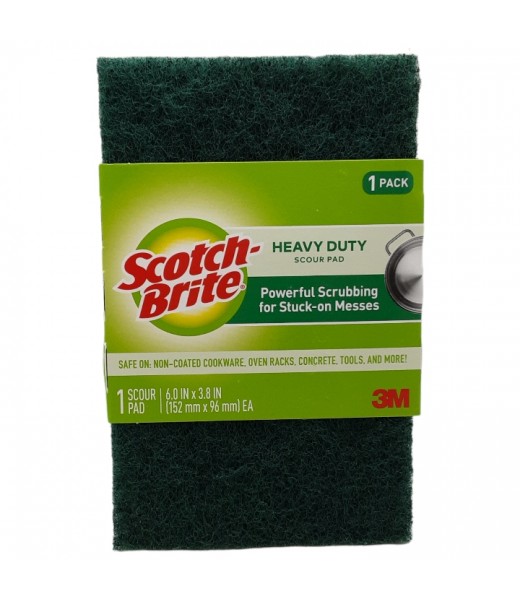 1 PACK
HEAVY DUTY
SCOUR PAD
Scotch-
Brite®
Powerful Scrubbing
for Stuck-on Messes
SAFE ON: NON-COATED COOKWARE, OVEN RACKS, CONCRETE, TOOLS, AND MORE!
1 SCOUR PAD
6.0 IN x 3.8 IN
(152 mm x 96 mm) EA
3M